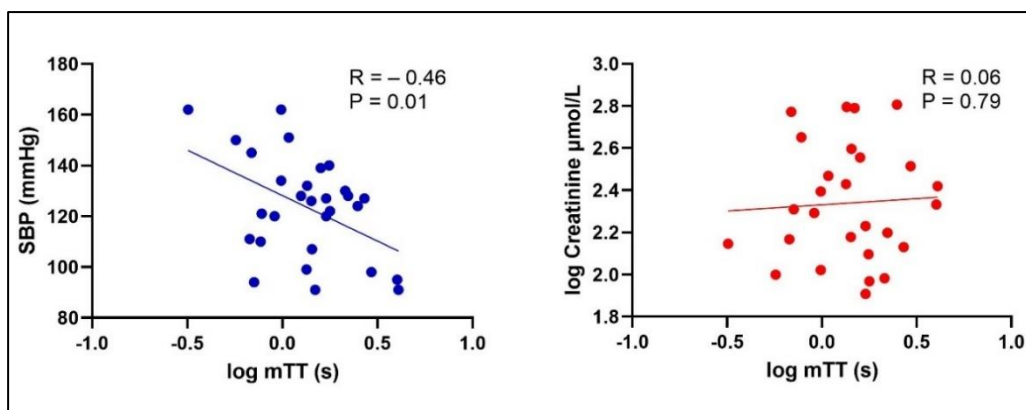 R = – 0.46
P = 0.01
SBP (mmHg)
180
160
140
120
100
80
-1.0 -0.5 0.0 0.5 1.0
log mTT (s)
R = 0.06
P = 0.79
log Creatinine µmol/L
3.0
2.8
2.6
2.4
2.2
2.0
1.8
-1.0 -0.5 0.0 0.5 1.0
log mTT (s)